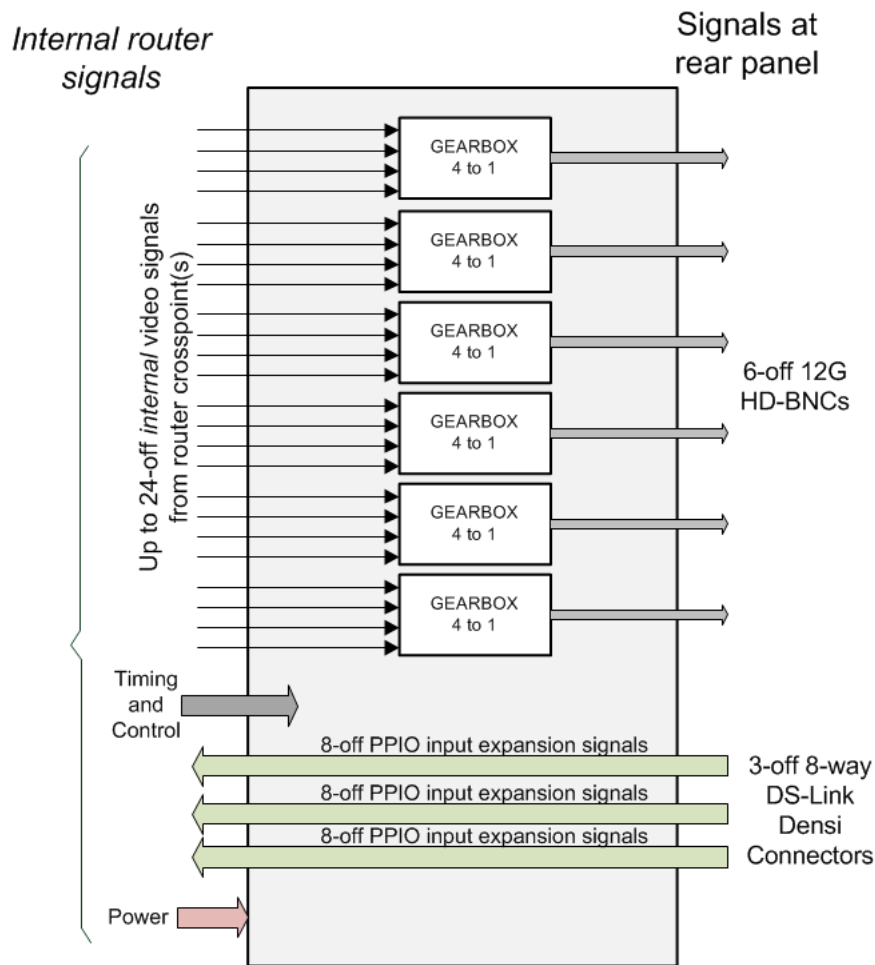 Internal router
signals
Signals at
rear panel
Up to 24-off internal video signals
from router crosspoint(s)
GEARBOX
4 to 1
GEARBOX
4 to 1
GEARBOX
4 to 1
GEARBOX
4 to 1
GEARBOX
4 to 1
GEARBOX
4 to 1
6-off 12G
HD-BNCs
Timing
and
Control
8-off PPIO input expansion signals
8-off PPIO input expansion signals
8-off PPIO input expansion signals
3-off 8-way
DS-Link
Densi
Connectors
Power